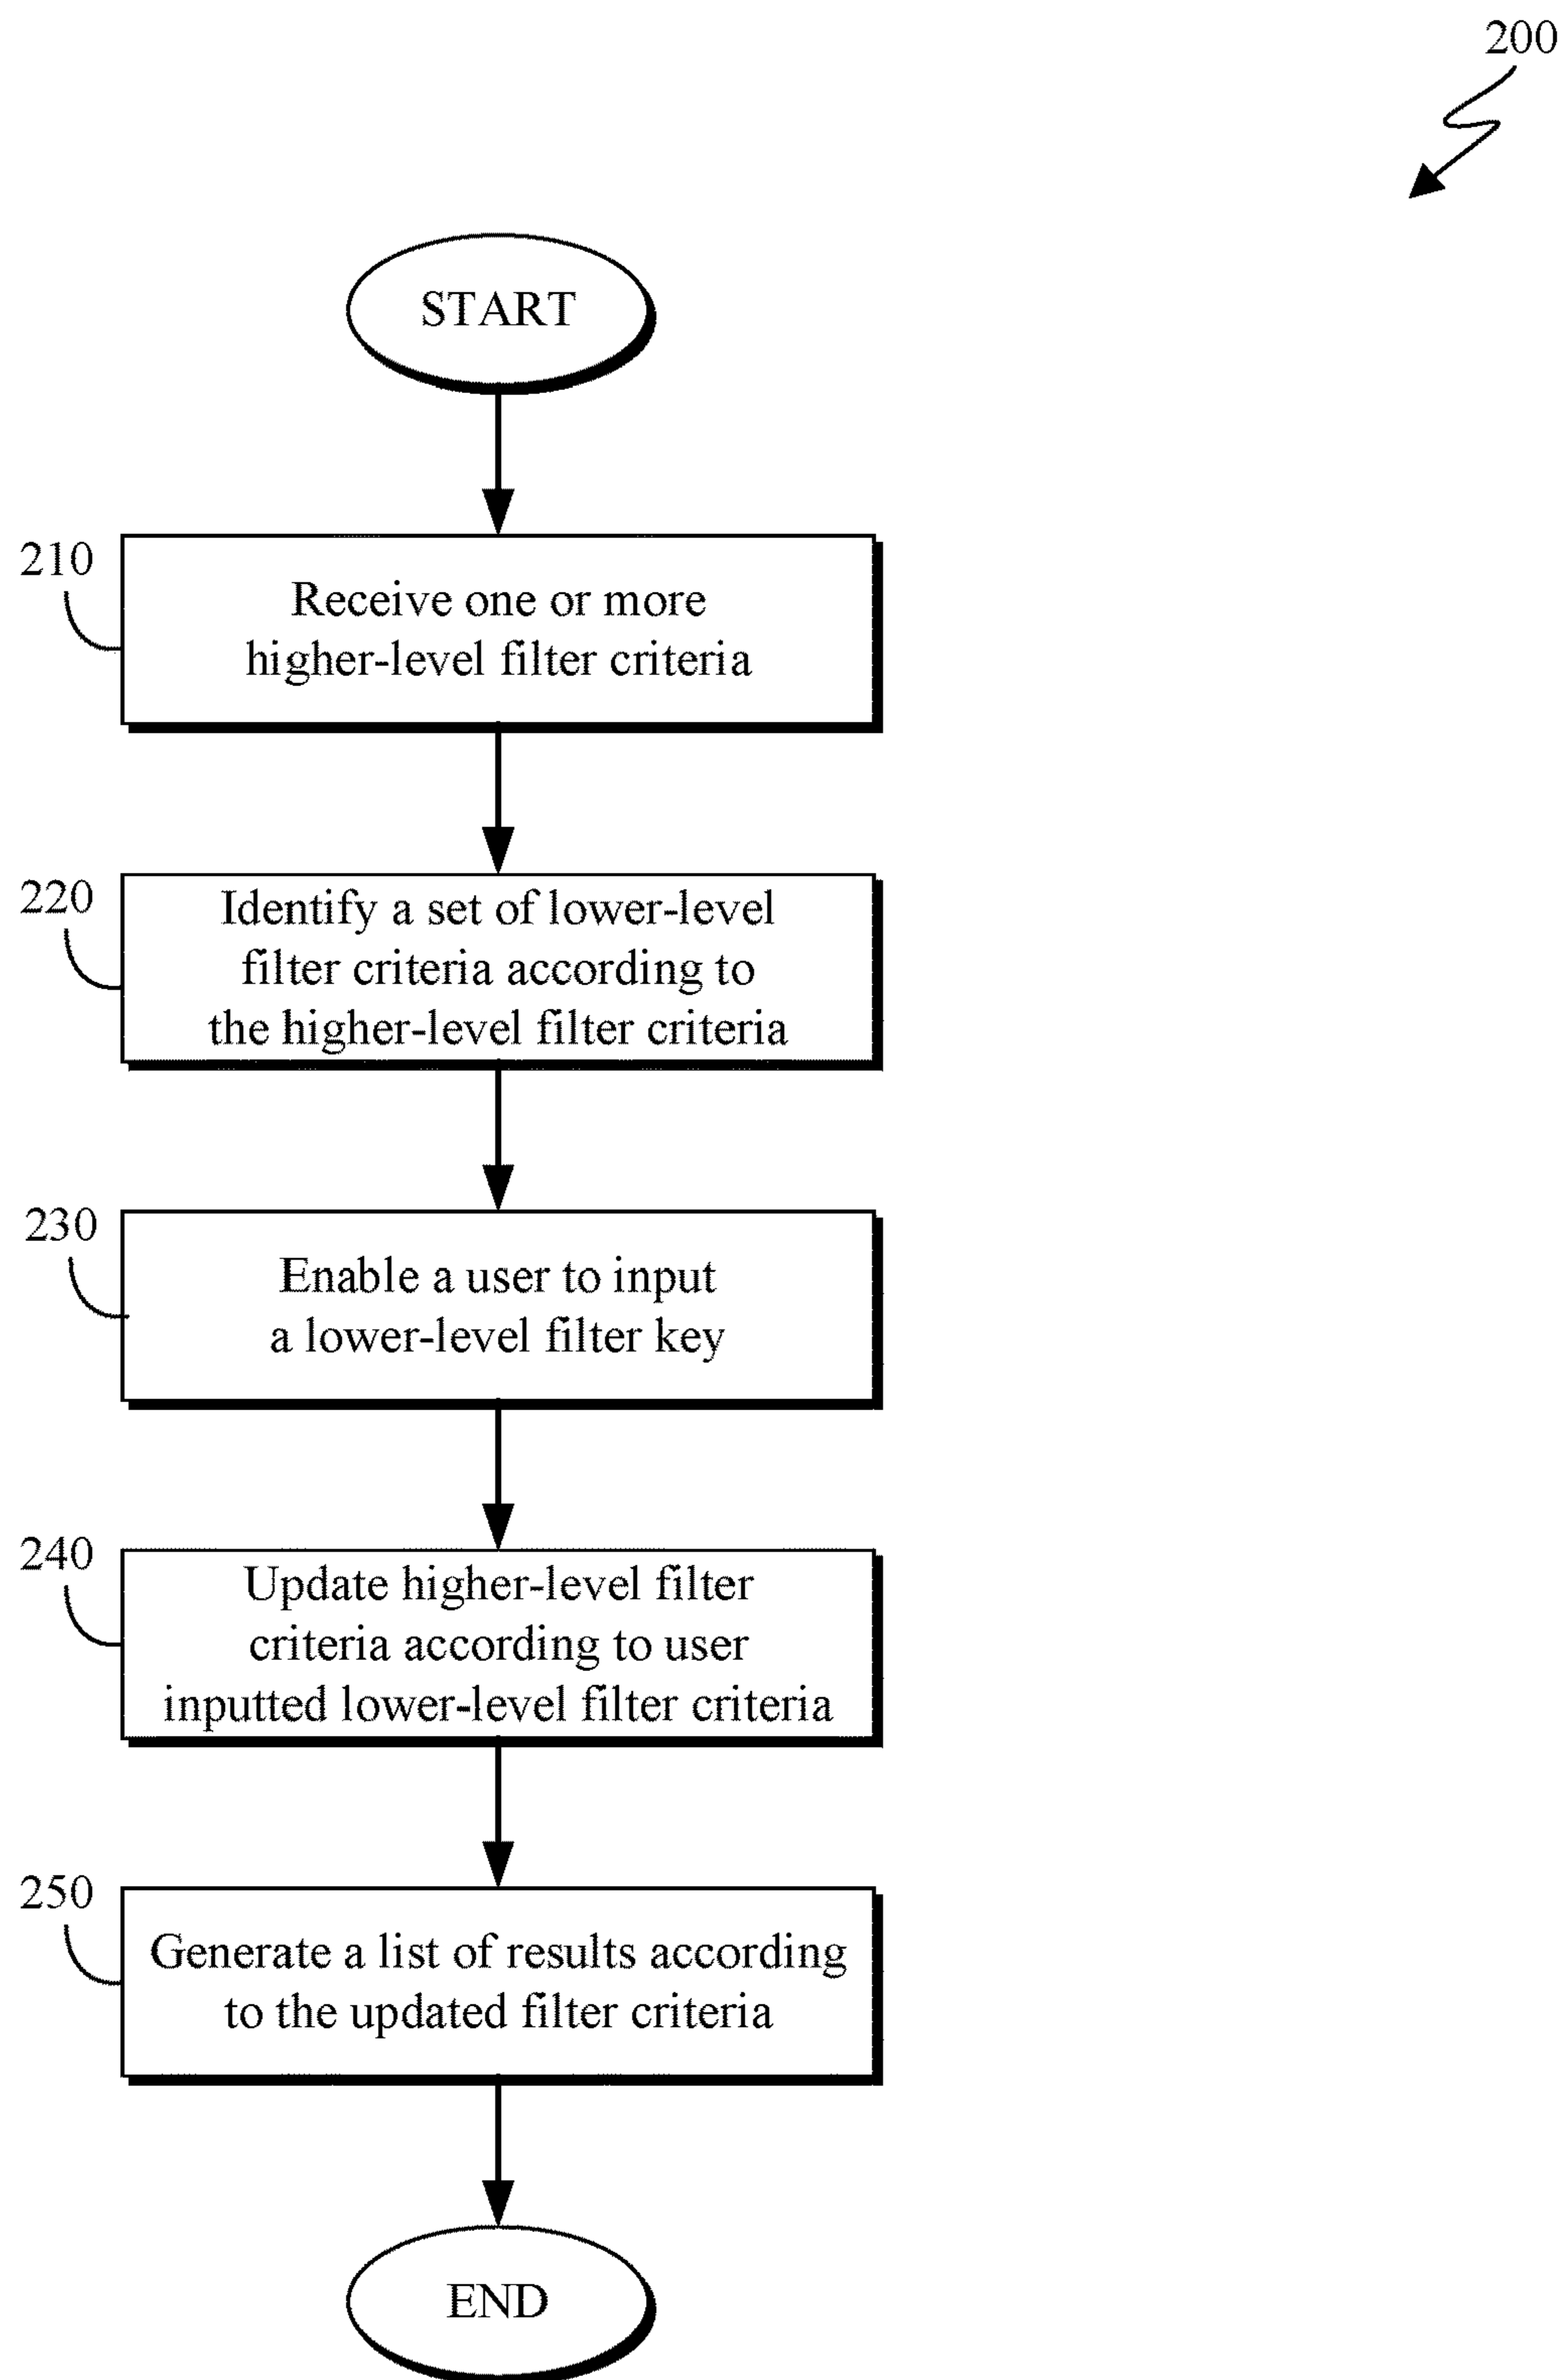 200
START
210
Receive one or more
higher-level filter criteria
220
Identify a set of lower-level
filter criteria according to
the higher-level filter criteria
230
Enable a user to input
a lower-level filter key
240
Update higher-level filter
criteria according to user
inputted lower-level filter criteria
250
Generate a list of results according
to the updated filter criteria
END